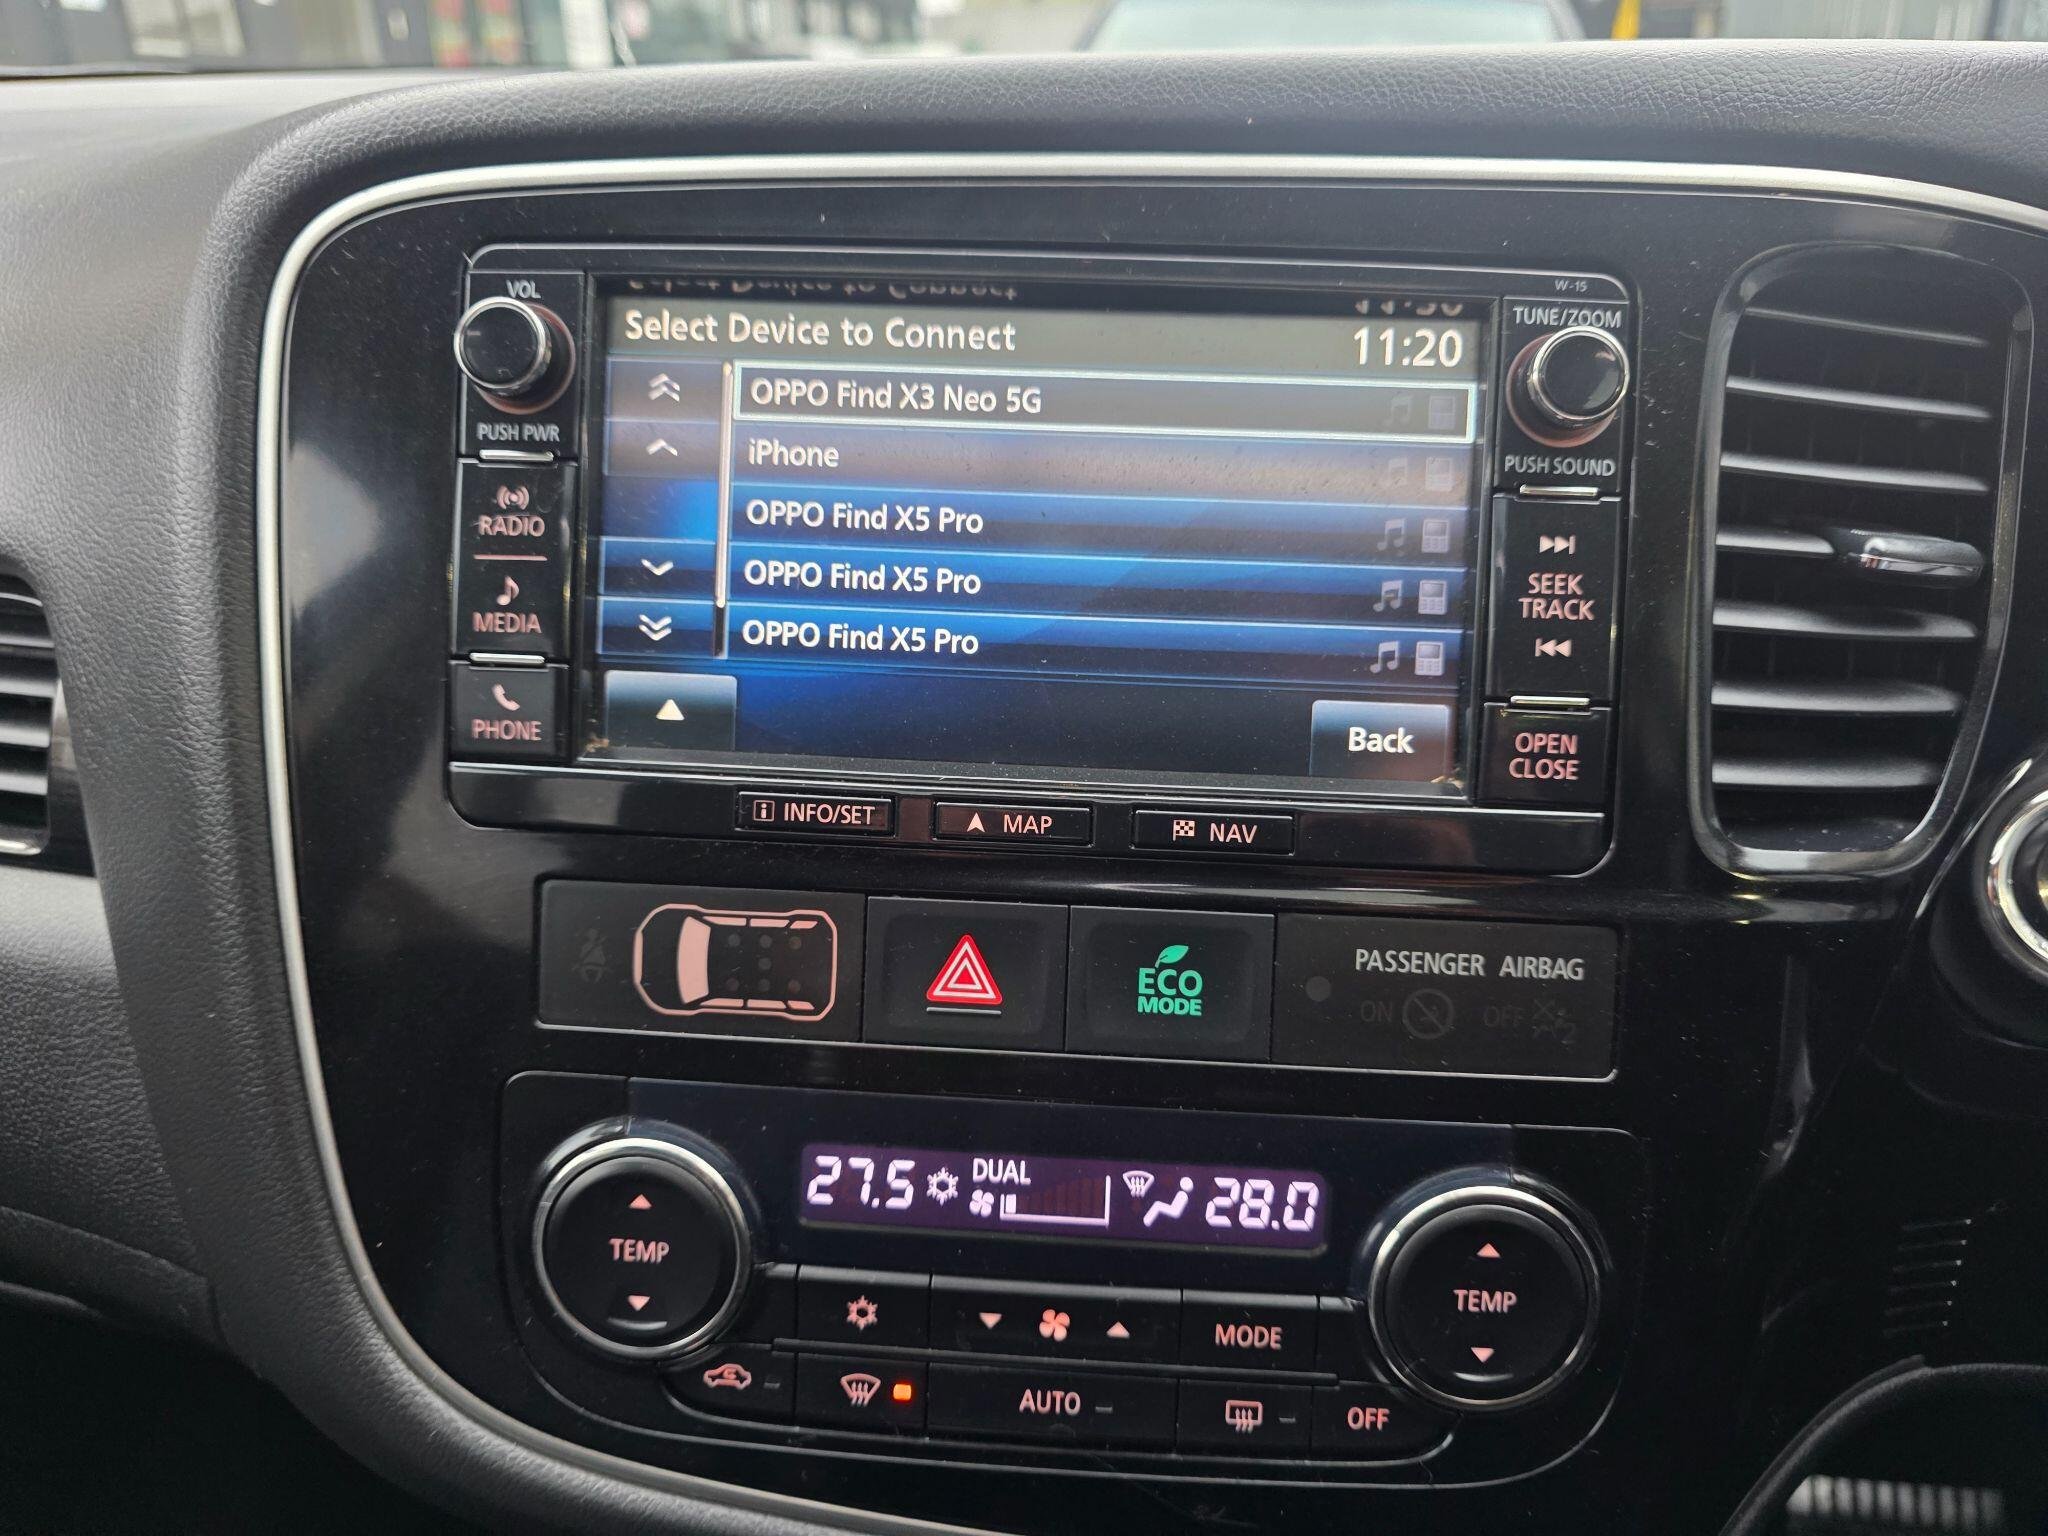 VOL
W-15
TUNE/ZOOM
Select Device to Connect
11:20
OPPO Find X3 Neo 5G
iPhone
OPPO Find X5 Pro
OPPO Find X5 Pro
OPPO Find X5 Pro
Back
PUSH PWR
RADIO
MEDIA
PHONE
PUSH SOUND
SEEK
TRACK
OPEN
CLOSE
INFO/SET
MAP
NAV
ECO
MODE
PASSENGER AIRBAG
ON
OFF
2
27.5
DUAL
28.0
TEMP
TEMP
MODE
AUTO
OFF